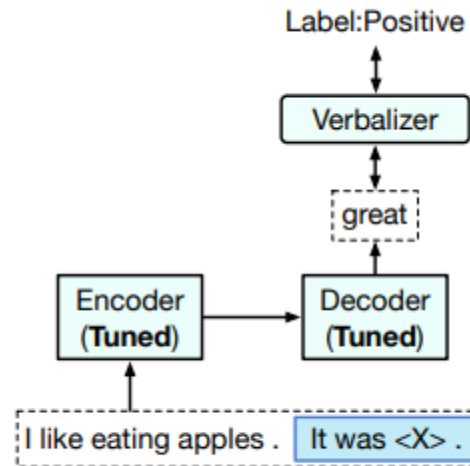 Label:Positive
Verbalizer
great
Encoder
(Tuned)
Decoder
(Tuned)
I like eating apples . It was <X> .